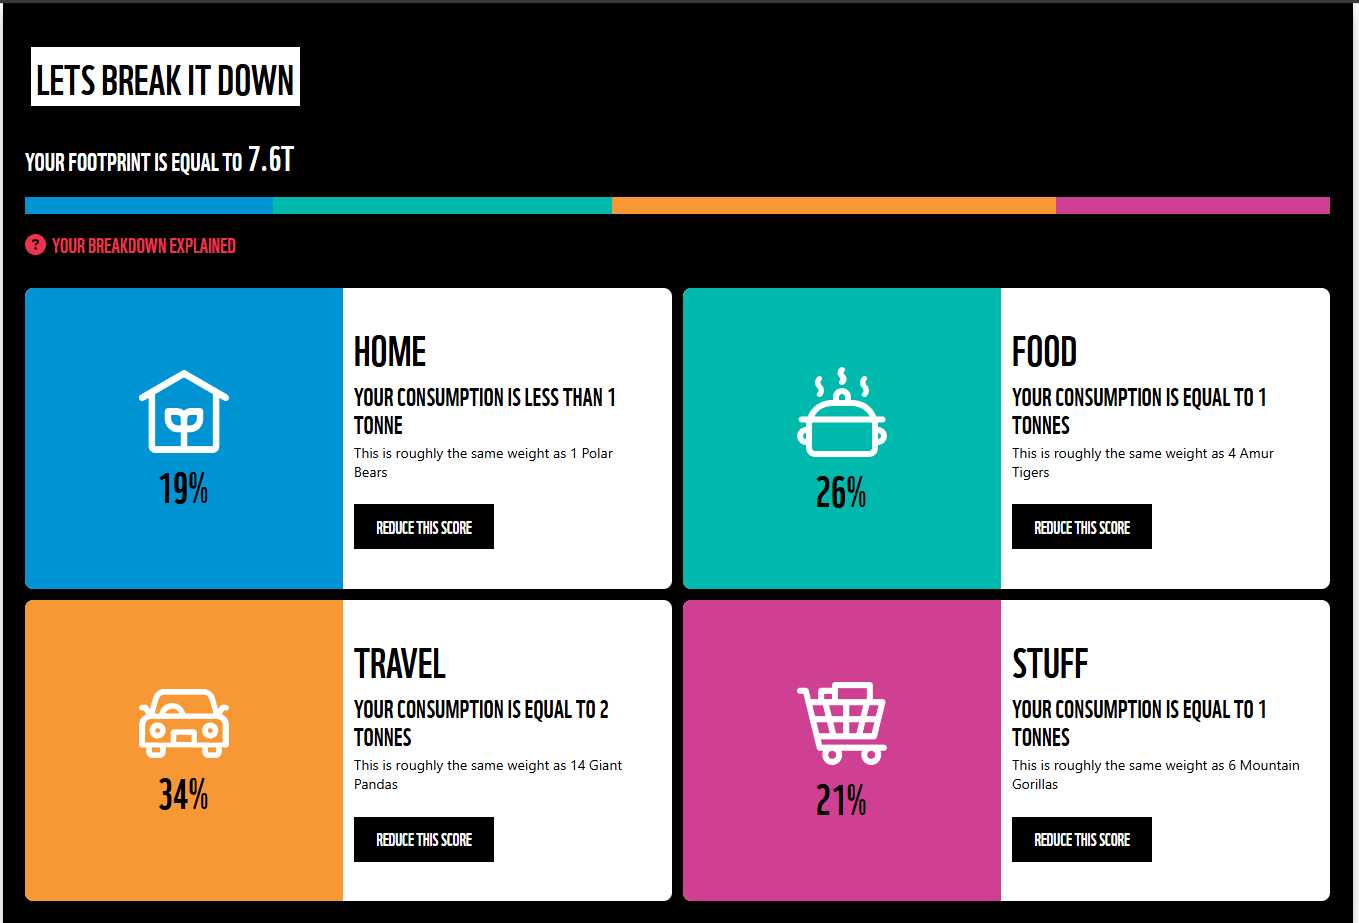 LETS BREAK IT DOWN
YOUR FOOTPRINT IS EQUAL TO 7.6T
? YOUR BREAKDOWN EXPLAINED
19%
HOME
YOUR CONSUMPTION IS LESS THAN 1
TONNE
This is roughly the same weight as 1 Polar
Bears
REDUCE THIS SCORE
26%
FOOD
YOUR CONSUMPTION IS EQUAL TO 1
TONNES
This is roughly the same weight as 4 Amur
Tigers
REDUCE THIS SCORE
34%
TRAVEL
YOUR CONSUMPTION IS EQUAL TO 2
TONNES
This is roughly the same weight as 14 Giant
Pandas
REDUCE THIS SCORE
21%
STUFF
YOUR CONSUMPTION IS EQUAL TO 1
TONNES
This is roughly the same weight as 6 Mountain
Gorillas
REDUCE THIS SCORE